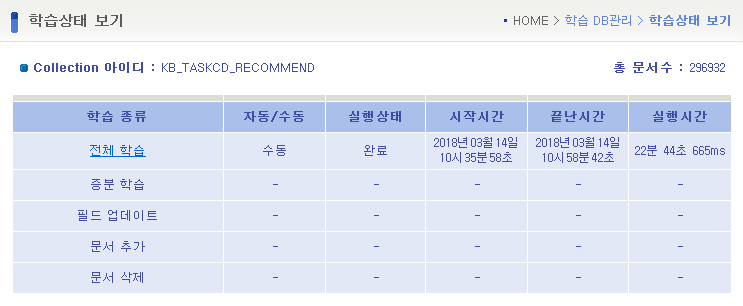 학습상태 보기
• HOME > 학습 DB관리 > 학습상태 보기
Collection 아이디 : KB_TASKCD_RECOMMEND
총 문서수 : 296932
학습 종류 자동/수동 실행상태 시작시간 끝난시간 실행시간
전체 학습 수동 완료 2018년 03월 14일 10시 35분 58초 2018년 03월 14일 10시 58분 42초 22분 44초 665ms
증분 학습 - - - - -
필드 업데이트 - - - - -
문서 추가 - - - - -
문서 삭제 - - - - -